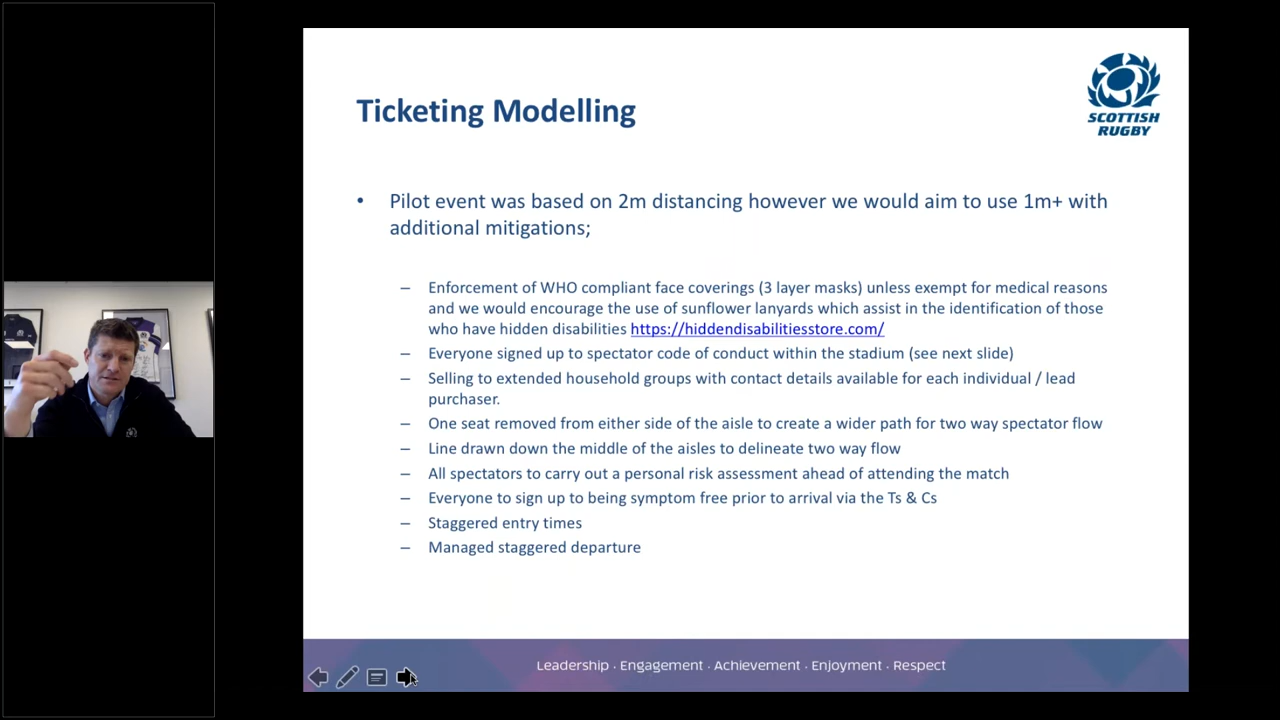 Ticketing Modelling
SCOTTISH
RUGBY
• Pilot event was based on 2m distancing however we would aim to use 1m+ with
additional mitigations;
– Enforcement of WHO compliant face coverings (3 layer masks) unless exempt for medical reasons
and we would encourage the use of sunflower lanyards which assist in the identification of those
who have hidden disabilities https://hiddendisabilitiesstore.com/
– Everyone signed up to spectator code of conduct within the stadium (see next slide)
– Selling to extended household groups with contact details available for each individual / lead
purchaser.
– One seat removed from either side of the aisle to create a wider path for two way spectator flow
– Line drawn down the middle of the aisles to delineate two way flow
– All spectators to carry out a personal risk assessment ahead of attending the match
– Everyone to sign up to being symptom free prior to arrival via the Ts & Cs
– Staggered entry times
– Managed staggered departure
Leadership · Engagement · Achievement · Enjoyment · Respect